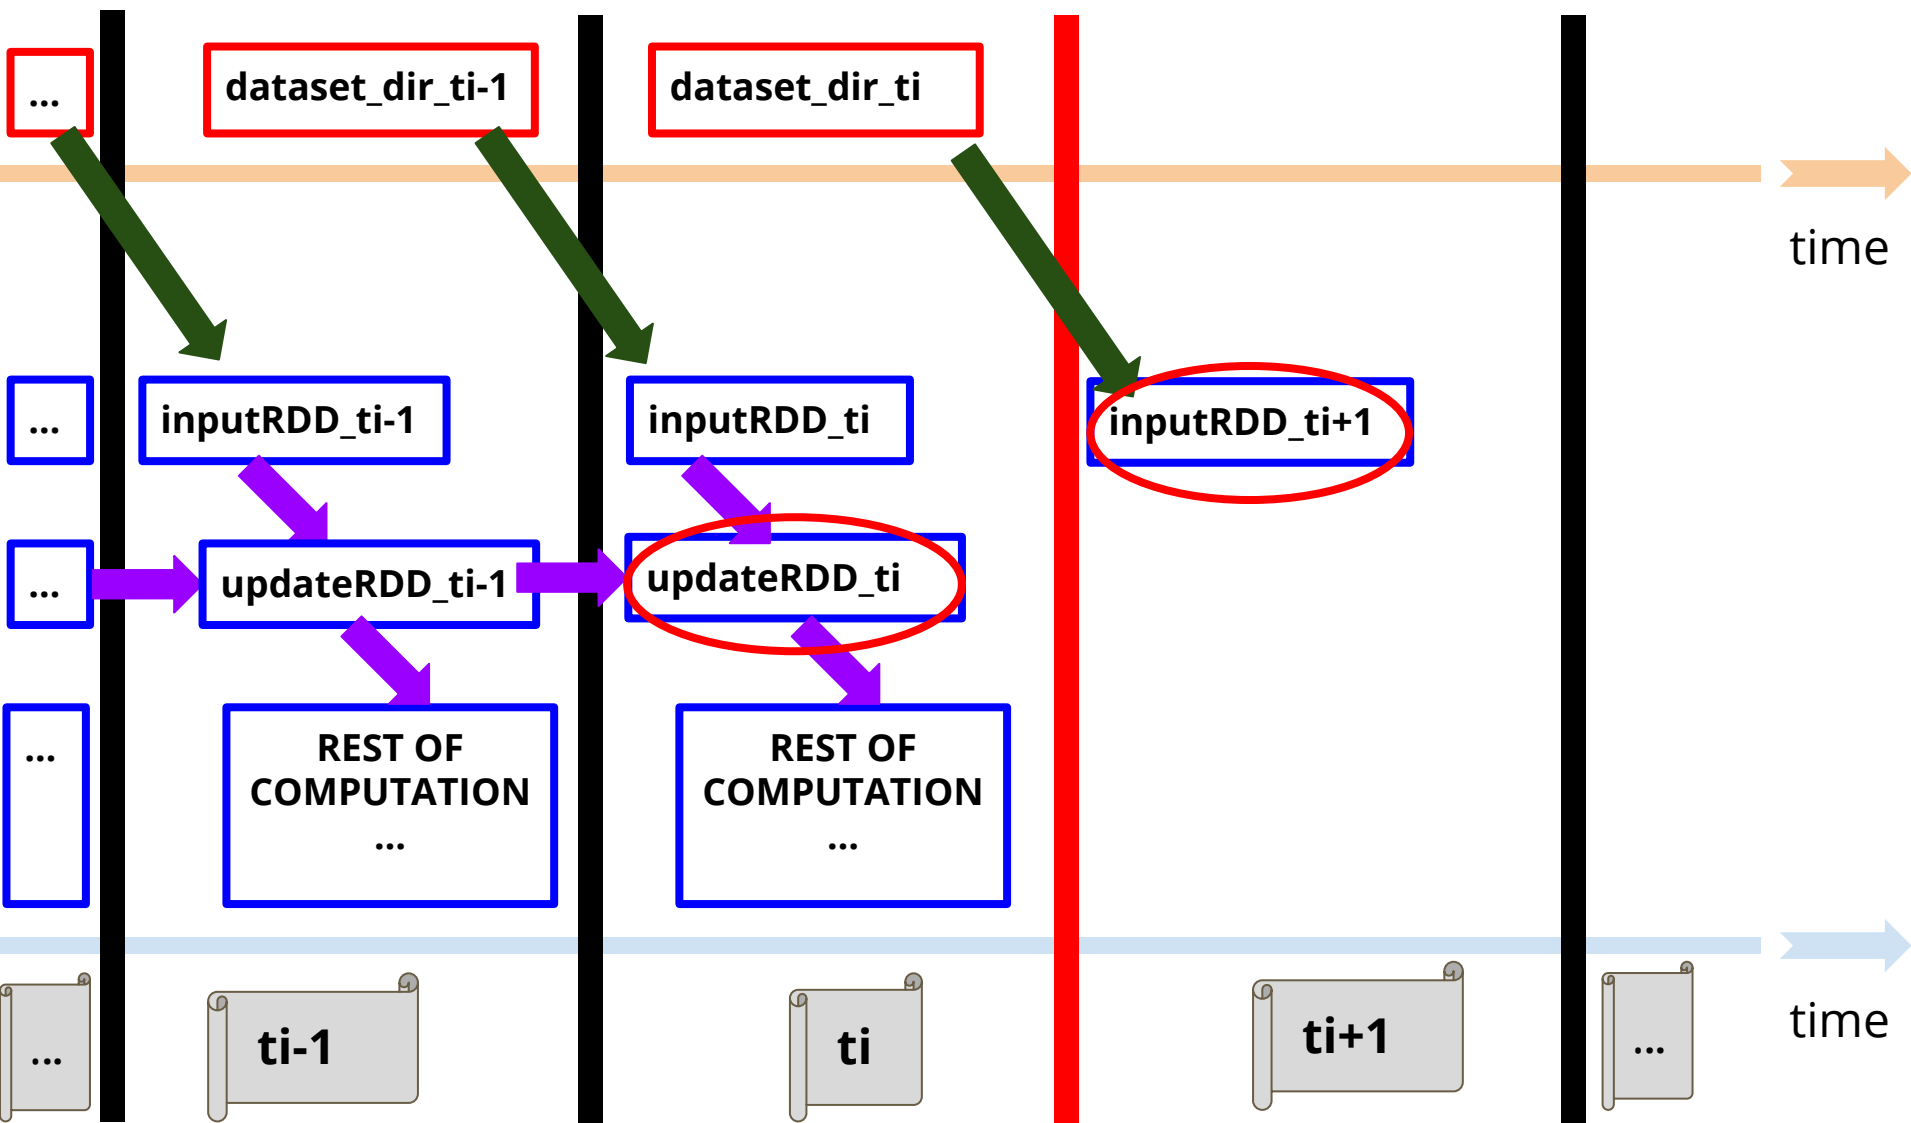 ...
dataset_dir_ti-1
dataset_dir_ti
time
...
inputRDD_ti-1
inputRDD_ti
inputRDD_ti+1
...
updateRDD_ti-1
updateRDD_ti
...
REST OF
COMPUTATION
...
REST OF
COMPUTATION
...
...
ti-1
ti
ti+1
...
time